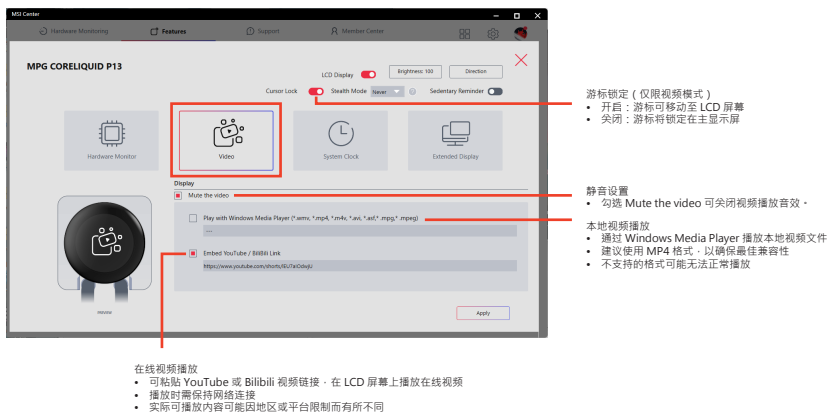 MSI Center
Hardware Monitoring
Features
Support
Member Center
MPG CORELIQUID P13
LCD Display
Brightness: 100
Direction
Cursor Lock
Stealth Mode
Never
Sedentary Reminder
Hardware Monitor
Video
System Clock
Extended Display
Display
Mute the video
Play with Windows Media Player (*.wmv, *.mp4, *.m4v, *.avi, *.asf,* .mpg,* .mpeg)
---
Embed YouTube / BiliBili Link
Preview
Apply
游标锁定（仅限视频模式）
• 开启：游标可移动至 LCD 屏幕
• 关闭：游标将锁定在主显示屏
静音设置
• 勾选 Mute the video 可关闭视频播放音效。
本地视频播放
• 通过 Windows Media Player 播放本地视频文件
• 建议使用 MP4 格式，以确保最佳兼容性
• 不支持的格式可能无法正常播放
在线视频播放
• 可粘贴 YouTube 或 Bilibili 视频链接，在 LCD 屏幕上播放在线视频
• 播放时需保持网络连接
• 实际可播放内容可能因地区或平台限制而有所不同